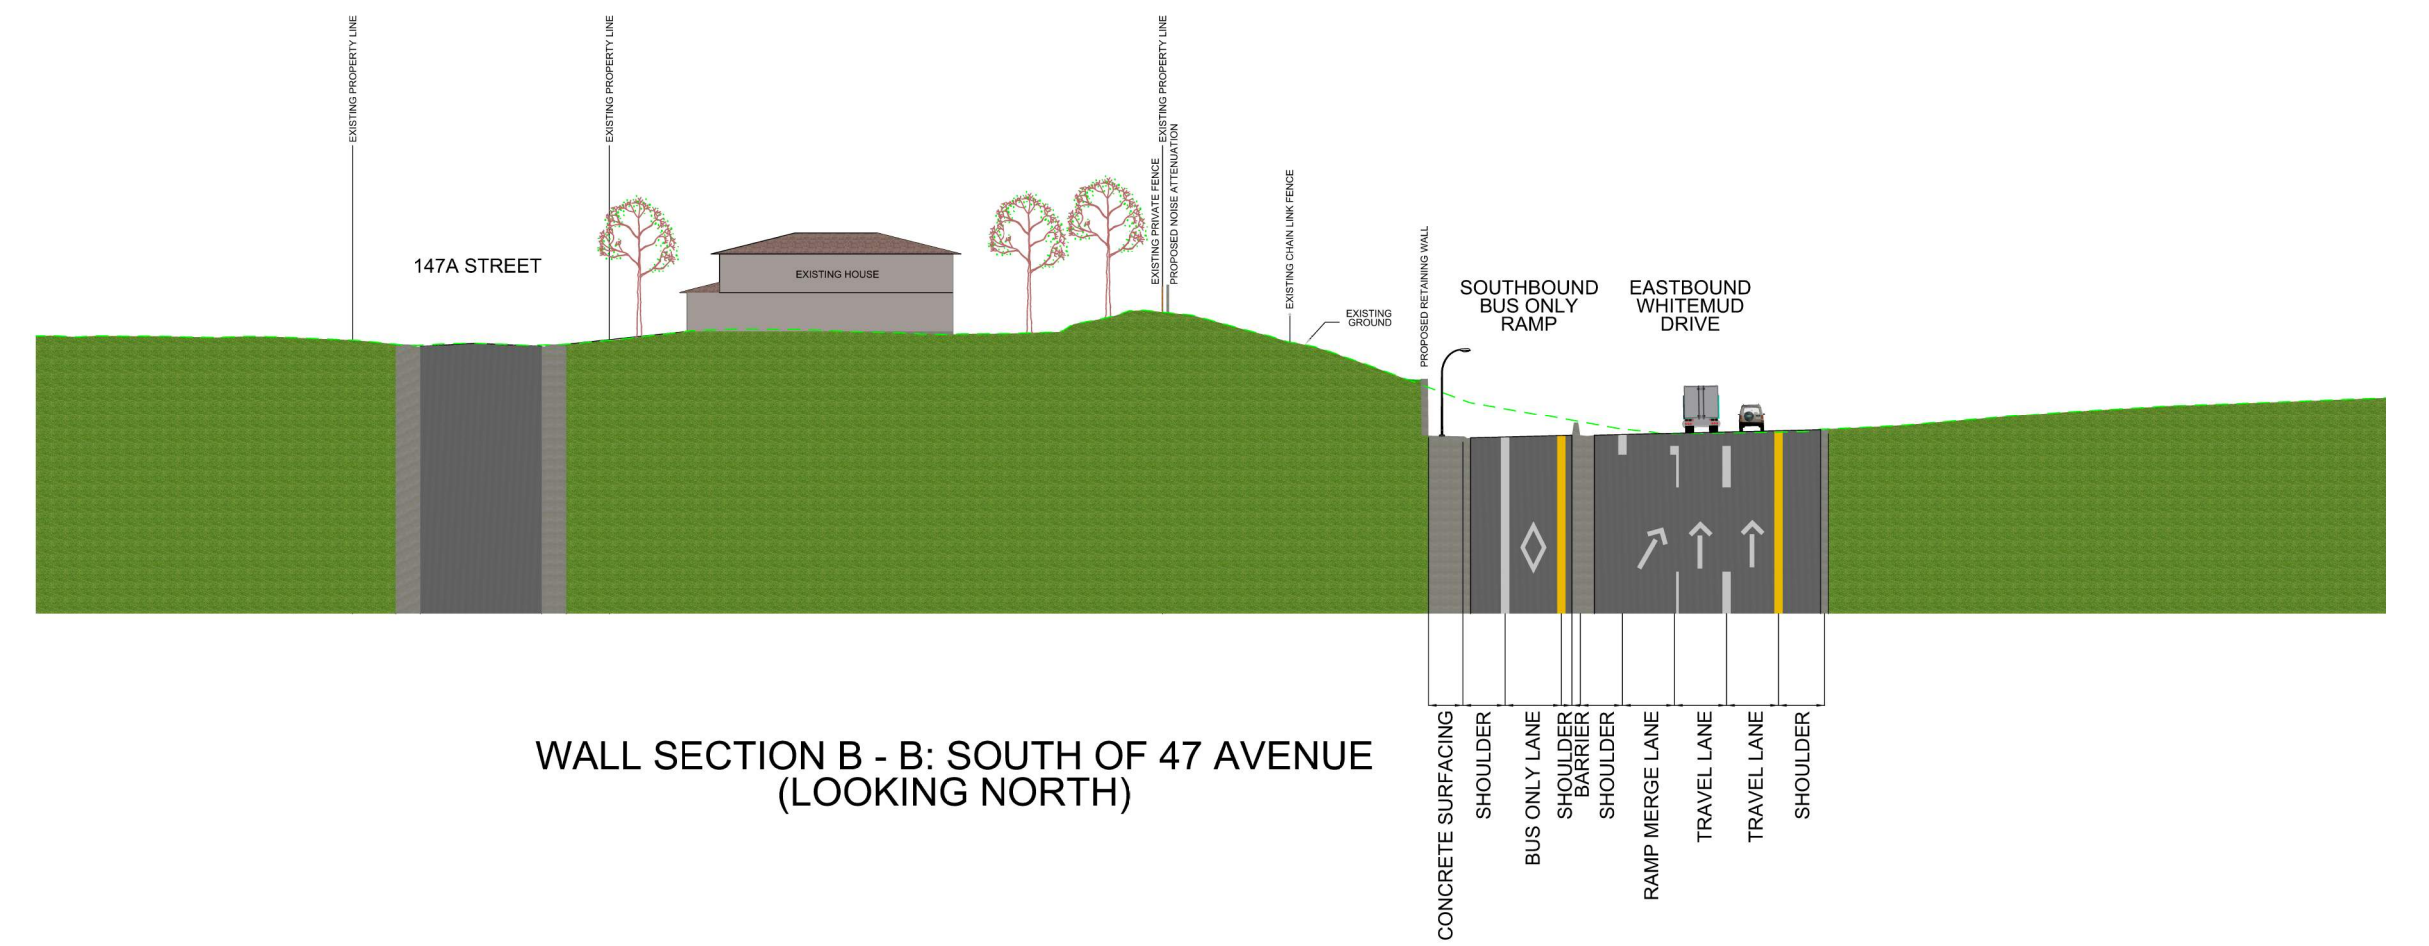 EXISTING PROPERTY LINE
EXISTING PROPERTY LINE
EXISTING PROPERTY LINE
EXISTING PRIVATE FENCE
PROPOSED NOISE ATTENUATION
EXISTING CHAIN LINK FENCE
PROPOSED RETAINING WALL
147A STREET
EXISTING HOUSE
EXISTING
GROUND
SOUTHBOUND
BUS ONLY
RAMP
EASTBOUND
WHITEMUD
DRIVE
CONCRETE SURFACING
SHOULDER
BUS ONLY LANE
SHOULDER
BARRIER
SHOULDER
RAMP MERGE LANE
TRAVEL LANE
TRAVEL LANE
SHOULDER
WALL SECTION B - B: SOUTH OF 47 AVENUE
(LOOKING NORTH)